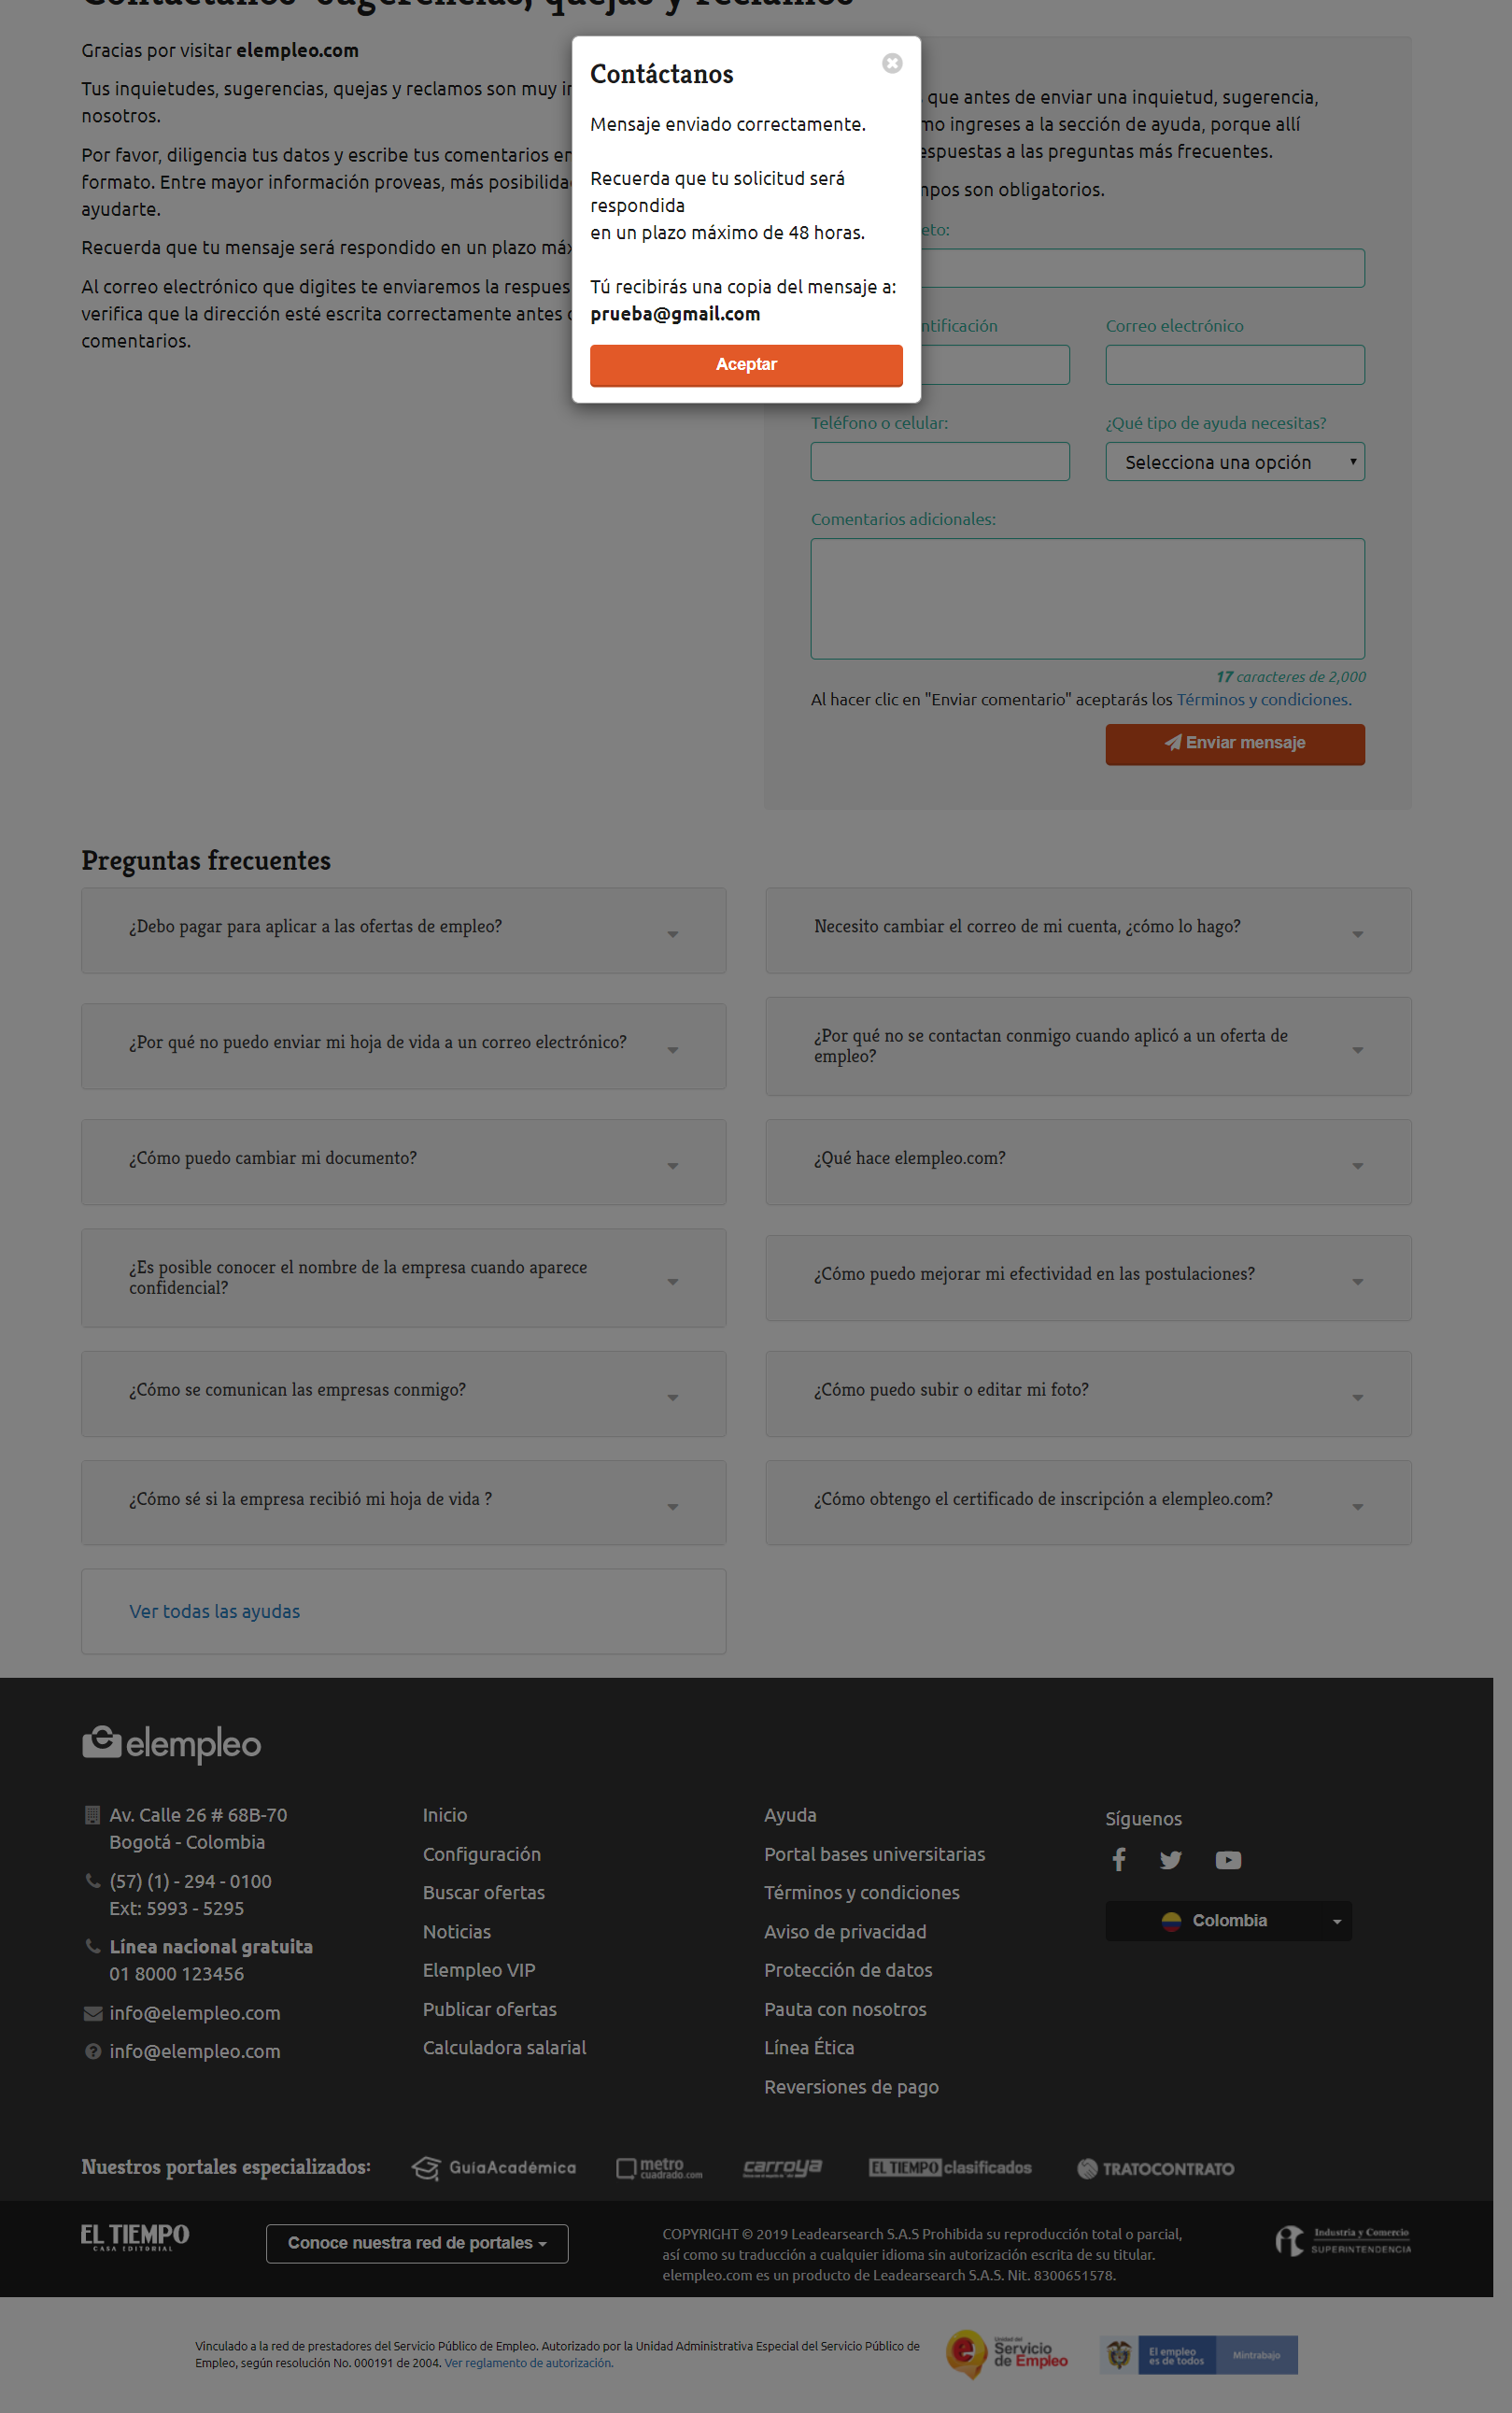 Contáctanos sugerencias, quejas y reclamos
Gracias por visitar elempleo.com
Tus inquietudes, sugerencias, quejas y reclamos son muy
nosotros.
Por favor, diligencia tus datos y escribe tus comentarios
formato. Entre mayor información proveas, más
ayudarte.
Recuerda que tu mensaje será respondido en un plazo
Al correo electrónico que digites te enviaremos la
verifica que la dirección esté escrita correctamente antes
comentarios.
Contáctanos
Mensaje enviado correctamente.
Recuerda que tu solicitud será
respondida
en un plazo máximo de 48 horas.
Tú recibirás una copia del mensaje a:
prueba@gmail.com
Aceptar
que antes de enviar una inquietud, sugerencia,
ingreses a la sección de ayuda, porque allí
a las preguntas más frecuentes.
son obligatorios.
Correo electrónico
Teléfono o celular:
¿Qué tipo de ayuda necesitas?
Selecciona una opción
Comentarios adicionales:
17 caracteres de 2,000
Al hacer clic en "Enviar comentario" aceptarás los Términos y condiciones.
Enviar mensaje
Preguntas frecuentes
¿Debo pagar para aplicar a las ofertas de empleo?
Necesito cambiar el correo de mi cuenta, ¿cómo lo hago?
¿Por qué no puedo enviar mi hoja de vida a un correo electrónico?
¿Por qué no se contactan conmigo cuando aplicó a un oferta de
empleo?
¿Cómo puedo cambiar mi documento?
¿Qué hace elempleo.com?
¿Es posible conocer el nombre de la empresa cuando aparece
confidencial?
¿Cómo puedo mejorar mi efectividad en las postulaciones?
¿Cómo se comunican las empresas conmigo?
¿Cómo puedo subir o editar mi foto?
¿Cómo sé si la empresa recibió mi hoja de vida ?
¿Cómo obtengo el certificado de inscripción a elempleo.com?
Ver todas las ayudas
elempleo
Av. Calle 26 # 68B-70
Bogotá - Colombia
(57) (1) - 294 - 0100
Ext: 5993 - 5295
Línea nacional gratuita
01 8000 123456
info@elempleo.com
info@elempleo.com
Inicio
Configuración
Buscar ofertas
Noticias
Elempleo VIP
Publicar ofertas
Calculadora salarial
Ayuda
Portal bases universitarias
Términos y condiciones
Aviso de privacidad
Protección de datos
Pauta con nosotros
Línea Ética
Reversiones de pago
Síguenos
Colombia
Nuestros portales especializados:
GuíaAcadémica
metro
cuadrado.com
carroya
EL TIEMPO clasificados
TRATOCONTRATO
EL TIEMPO
CASA EDITORIAL
Conoce nuestra red de portales
COPYRIGHT © 2019 Leadearsearch S.A.S Prohibida su reproducción total o parcial,
así como su traducción a cualquier idioma sin autorización escrita de su titular.
elempleo.com es un producto de Leadearsearch S.A.S. Nit. 8300651578.
Industria y Comercio
SUPERINTENDENCIA
Vinculado a la red de prestadores del Servicio Público de Empleo. Autorizado por la Unidad Administrativa Especial del Servicio Público de
Empleo, según resolución No. 000191 de 2004. Ver reglamento de autorización.
Unidad del
Servicio
de Empleo
El empleo
es de todos
Mintrabajo